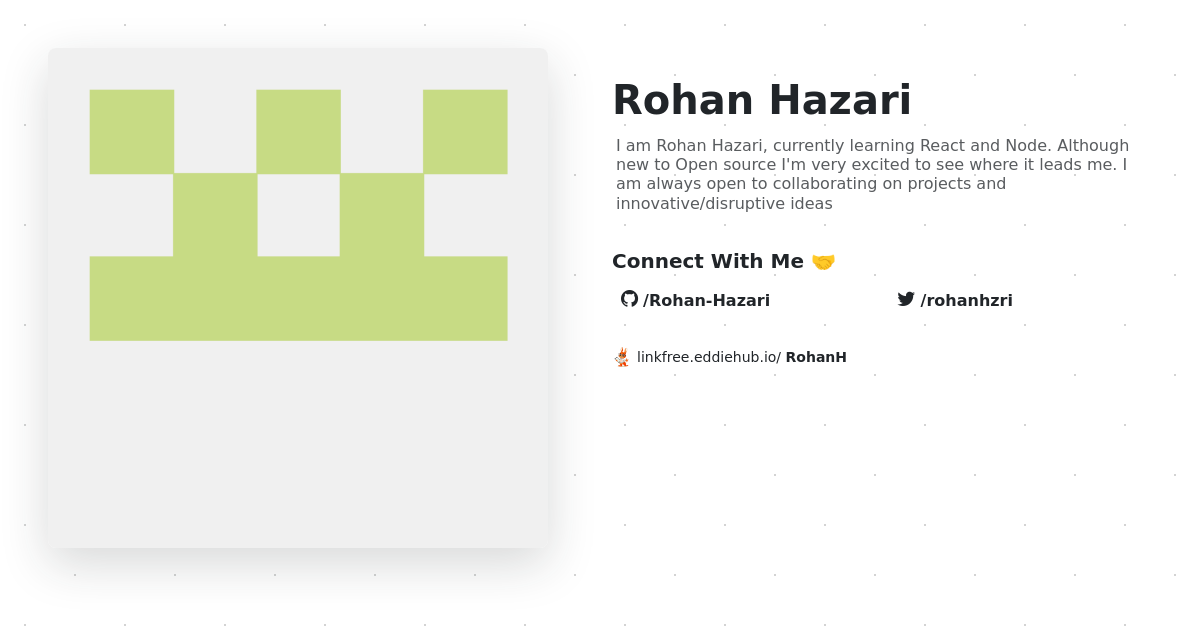 Rohan Hazari
I am Rohan Hazari, currently learning React and Node. Although
new to Open source I'm very excited to see where it leads me. I
am always open to collaborating on projects and
innovative/disruptive ideas
Connect With Me 🤝
/Rohan-Hazari
/rohanhzri
linkfree.eddiehub.io/ RohanH